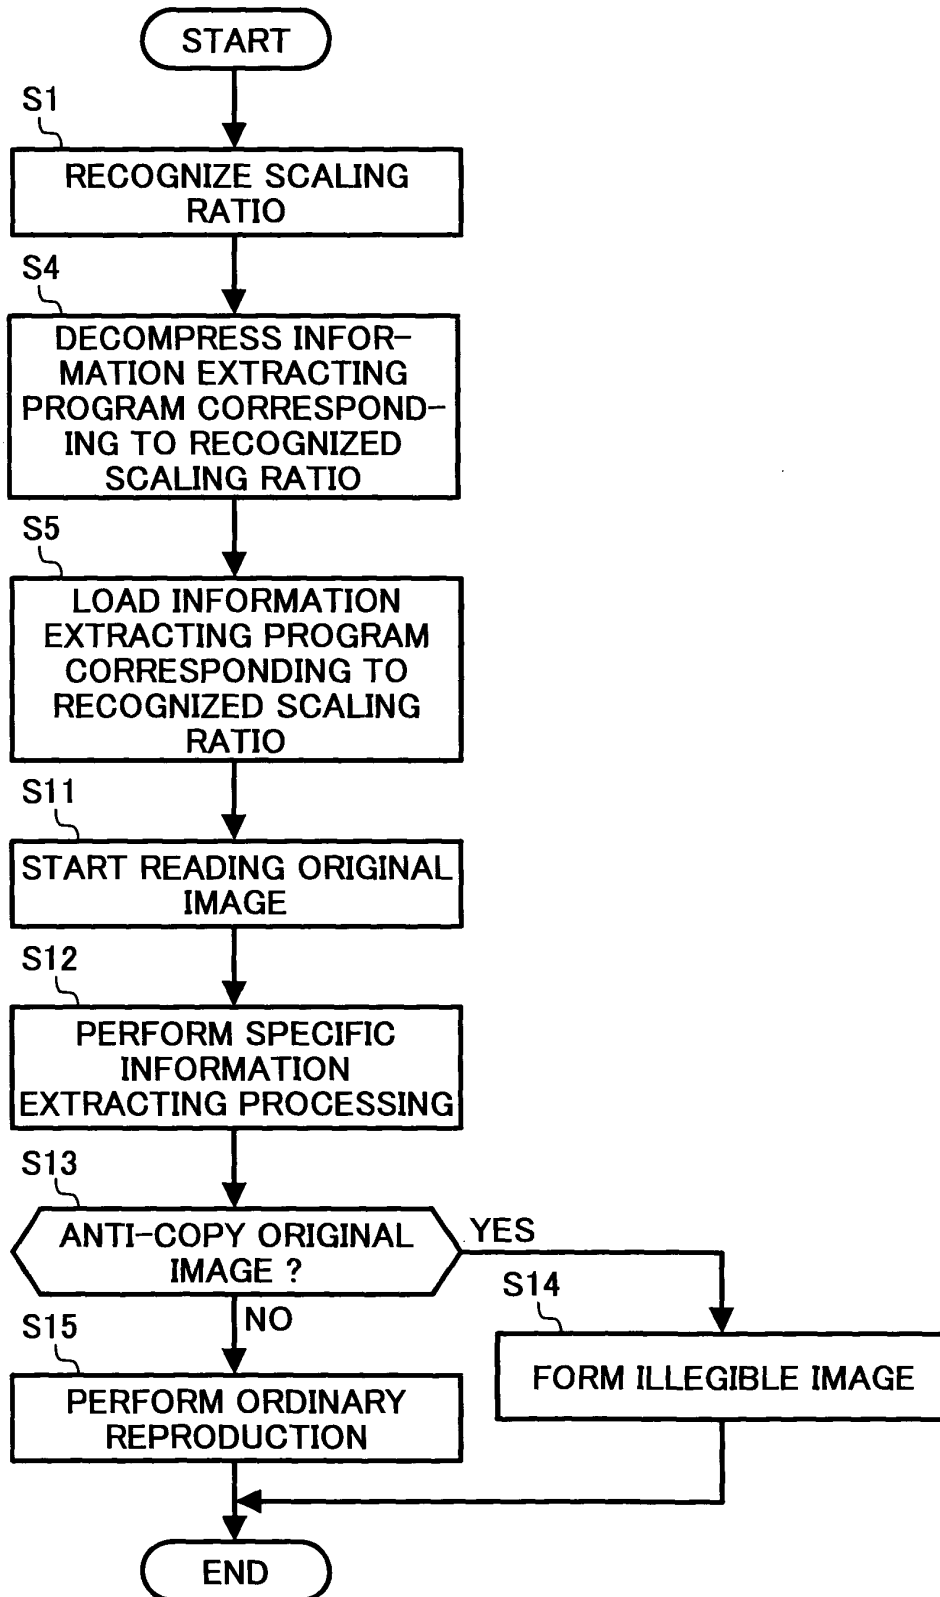 START
S1
RECOGNIZE SCALING
RATIO
S4
DECOMPRESS INFOR-
MATION EXTRACTING
PROGRAM CORRESPOND-
ING TO RECOGNIZED
SCALING RATIO
S5
LOAD INFORMATION
EXTRACTING PROGRAM
CORRESPONDING TO
RECOGNIZED SCALING
RATIO
S11
START READING ORIGINAL
IMAGE
S12
PERFORM SPECIFIC
INFORMATION
EXTRACTING PROCESSING
S13
ANTI-COPY ORIGINAL
IMAGE ?
YES
S14
FORM ILLEGIBLE IMAGE
NO
S15
PERFORM ORDINARY
REPRODUCTION
END